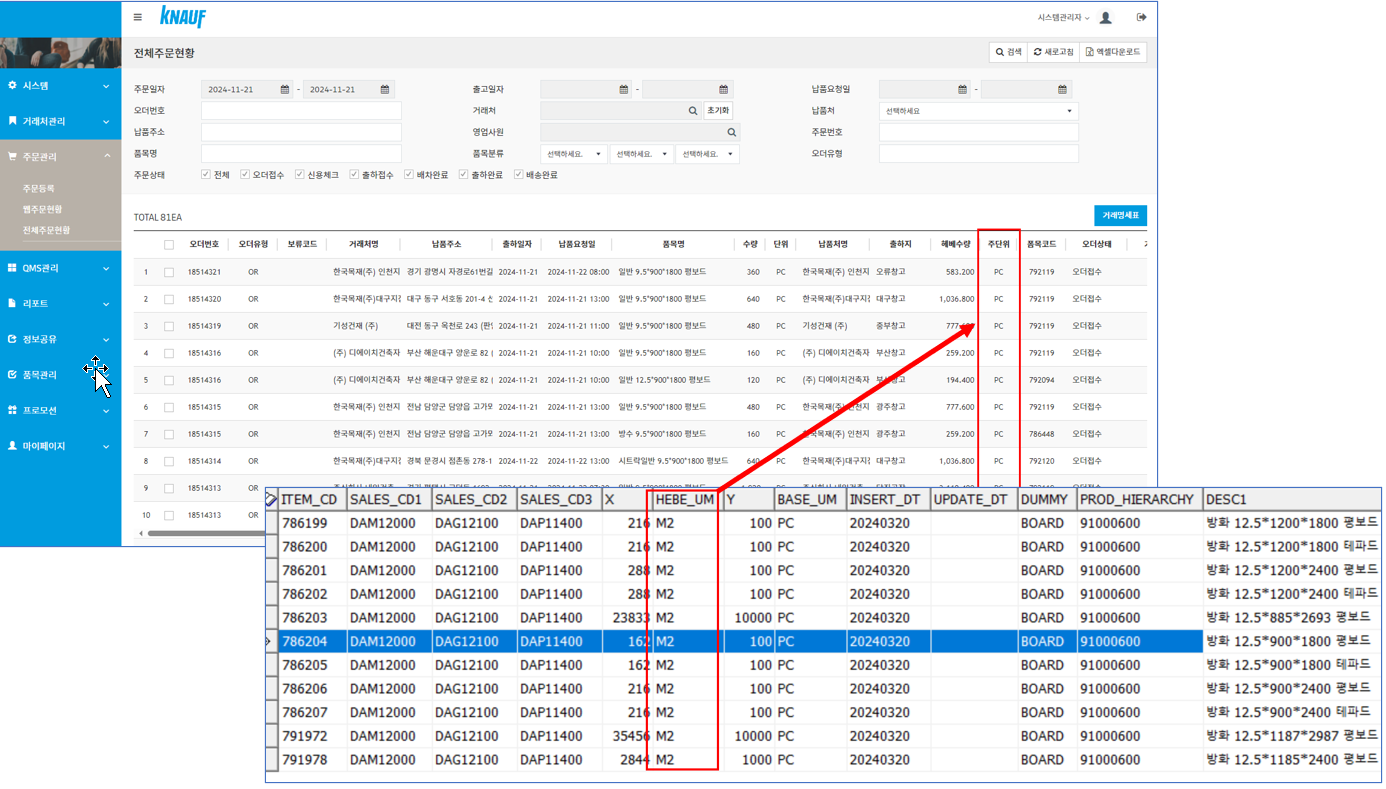 KNAUF
시스템관리자
전체주문현황
검색 새로고침 엑셀다운로드
시스템
거래처관리
주문관리
주문등록
웹주문현황
전체주문현황
QMS관리
리포트
정보공유
품목관리
프로모션
마이페이지
주문일자 2024-11-21 - 2024-11-21 출고일자 - 납품요청일 -
오더번호 거래처 초기화 납품처 선택하세요
납품주소 영업사원 주문번호
품목명 품목분류 선택하세요. 선택하세요. 선택하세요. 오더유형
주문상태 전체 오더접수 신용체크 출하접수 배차완료 출하완료 배송완료
TOTAL 81EA 거래명세표
오더번호 오더유형 보류코드 거래처명 납품주소 출하일자 납품요청일 품목명 수량 단위 납품처명 출하지 헤베수량 주단위 품목코드 오더상태
1 18514321 OR 한국목재(주) 인천지 경기 광명시 자경로61번길 2024-11-21 2024-11-22 08:00 일반 9.5*900*1800 평보드 360 PC 한국목재(주) 인천지 오류창고 583.200 PC 792119 오더접수
2 18514320 OR 한국목재(주)대구지점 대구 동구 서호동 201-4 2024-11-21 2024-11-21 13:00 일반 9.5*900*1800 평보드 640 PC 한국목재(주)대구지점 대구창고 1,036.800 PC 792119 오더접수
3 18514319 OR 기성건재 (주) 대전 동구 옥천로 243 (판암 2024-11-21 2024-11-21 11:00 일반 9.5*900*1800 평보드 480 PC 기성건재 (주) 중부창고 777.600 PC 792119 오더접수
4 18514316 OR (주) 디에이치건축자 부산 해운대구 양운로 82 ( 2024-11-21 2024-11-21 10:00 일반 9.5*900*1800 평보드 160 PC (주) 디에이치건축자 부산창고 259.200 PC 792119 오더접수
5 18514316 OR (주) 디에이치건축자 부산 해운대구 양운로 82 ( 2024-11-21 2024-11-21 10:00 일반 12.5*900*1800 평보드 120 PC (주) 디에이치건축자 부산창고 194.400 PC 792094 오더접수
6 18514315 OR 한국목재(주) 인천지 전남 담양군 담양읍 고가 2024-11-21 2024-11-21 13:00 일반 9.5*900*1800 평보드 480 PC 한국목재(주) 인천지 광주창고 777.600 PC 792119 오더접수
7 18514315 OR 한국목재(주) 인천지 전남 담양군 담양읍 고가 2024-11-21 2024-11-21 13:00 방수 9.5*900*1800 평보드 160 PC 한국목재(주) 인천지 광주창고 259.200 PC 786448 오더접수
8 18514314 OR 한국목재(주)대구지점 경북 문경시 점촌동 278-1 2024-11-22 2024-11-22 13:00 시트락일반 9.5*900*1800 평보드 640 PC 한국목재(주)대구지점 대구창고 1,036.800 PC 792120 오더접수
9 18514313 OR
10 18514313 OR
ITEM_CD SALES_CD1 SALES_CD2 SALES_CD3 X HEBE_UM Y BASE_UM INSERT_DT UPDATE_DT DUMMY PROD_HIERARCHY DESC1
786199 DAM12000 DAG12100 DAP11400 216 M2 100 PC 20240320 BOARD 91000600 방화 12.5*1200*1800 평보드
786200 DAM12000 DAG12100 DAP11400 216 M2 100 PC 20240320 BOARD 91000600 방화 12.5*1200*1800 테파드
786201 DAM12000 DAG12100 DAP11400 288 M2 100 PC 20240320 BOARD 91000600 방화 12.5*1200*2400 평보드
786202 DAM12000 DAG12100 DAP11400 288 M2 100 PC 20240320 BOARD 91000600 방화 12.5*1200*2400 테파드
786203 DAM12000 DAG12100 DAP11400 23833 M2 10000 PC 20240320 BOARD 91000600 방화 12.5*885*2693 평보드
786204 DAM12000 DAG12100 DAP11400 162 M2 100 PC 20240320 BOARD 91000600 방화 12.5*900*1800 평보드
786205 DAM12000 DAG12100 DAP11400 162 M2 100 PC 20240320 BOARD 91000600 방화 12.5*900*1800 테파드
786206 DAM12000 DAG12100 DAP11400 216 M2 100 PC 20240320 BOARD 91000600 방화 12.5*900*2400 평보드
786207 DAM12000 DAG12100 DAP11400 216 M2 100 PC 20240320 BOARD 91000600 방화 12.5*900*2400 테파드
791972 DAM12000 DAG12100 DAP11400 35456 M2 10000 PC 20240320 BOARD 91000600 방화 12.5*1187*2987 평보드
791978 DAM12000 DAG12100 DAP11400 2844 M2 1000 PC 20240320 BOARD 91000600 방화 12.5*1185*2400 평보드